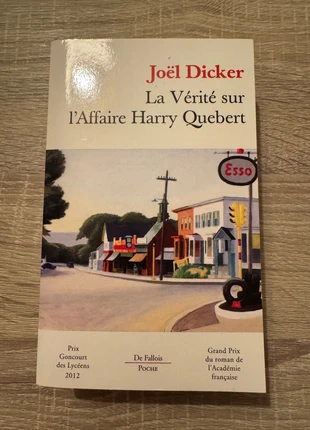 Joël Dicker
La Vérité sur
l'Affaire Harry Quebert
Esso
Prix
Goncourt
des Lycéens
2012
De Fallois
POCHE
Grand Prix
du roman de
l'Académie
française